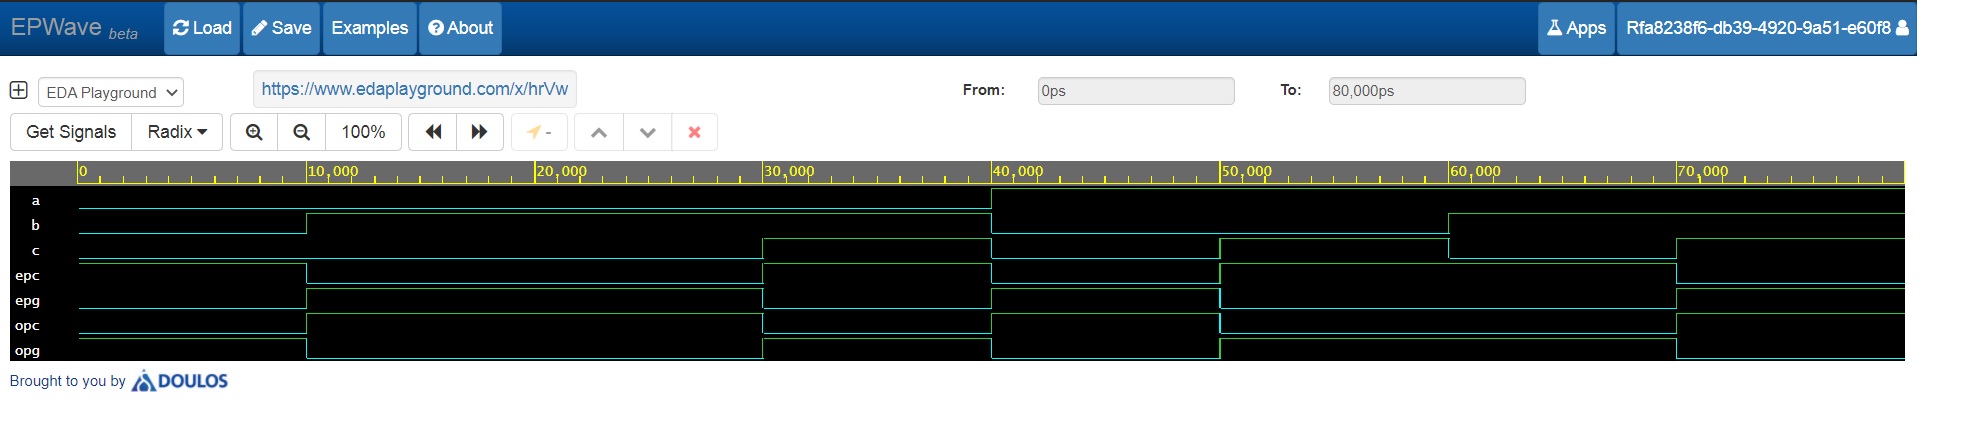 EPWave beta Load Save Examples About Apps Rfa8238f6-db39-4920-9a51-e60f8
EDA Playground https://www.edaplayground.com/x/hrVw From: 0ps To: 80,000ps
Get Signals Radix 100% -
0 10,000 20,000 30,000 40,000 50,000 60,000 70,000
a
b
c
epc
epg
opc
opg
Brought to you by DOULOS